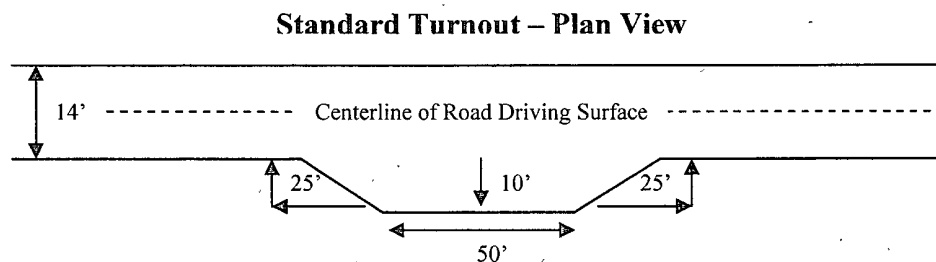 Standard Turnout – Plan View
14’
Centerline of Road Driving Surface
25’
10’
25’
50’